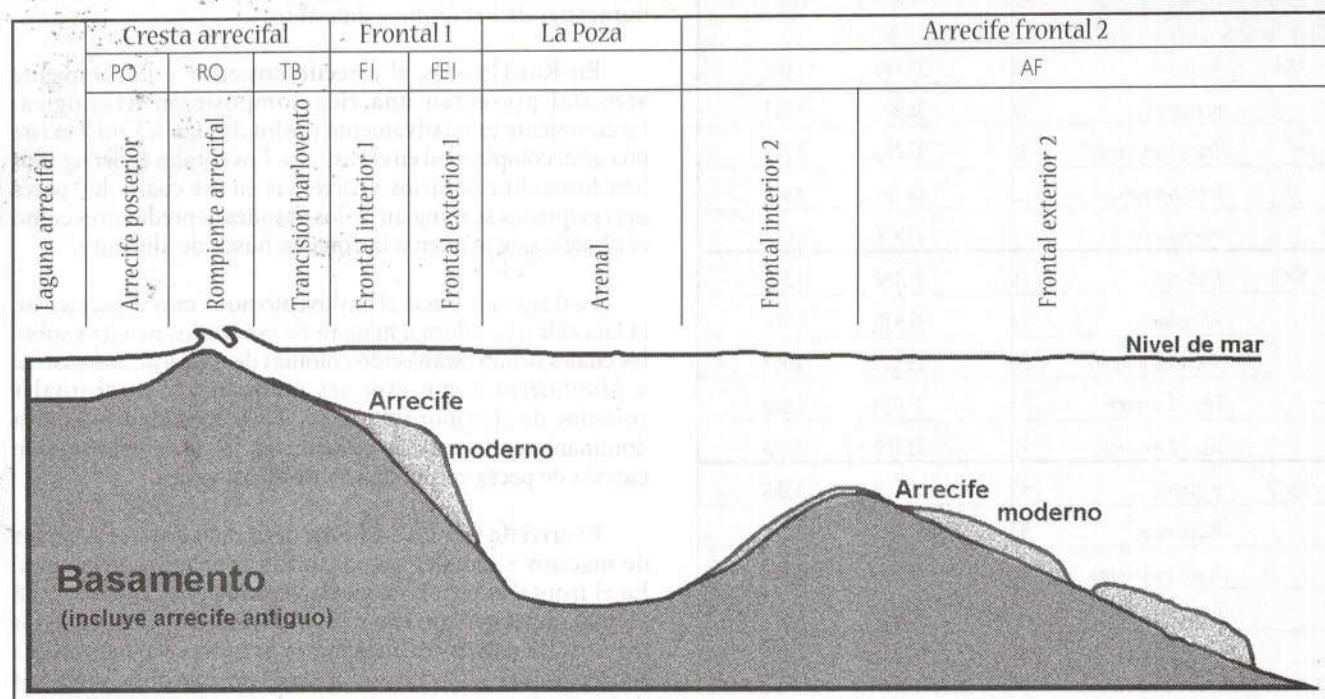 Cresta arrecifal Frontal 1 La Poza Arrecife frontal 2
PO RO TB FI FEI AF
Laguna arrecifal
Arrecife posterior
Rompiente arrecifal
Transición barlovento
Frontal interior 1
Frontal exterior 1
Arenal
Frontal interior 2
Frontal exterior 2
Nivel de mar
Arrecife
moderno
Arrecife
moderno
Basamento
(incluye arrecife antiguo)